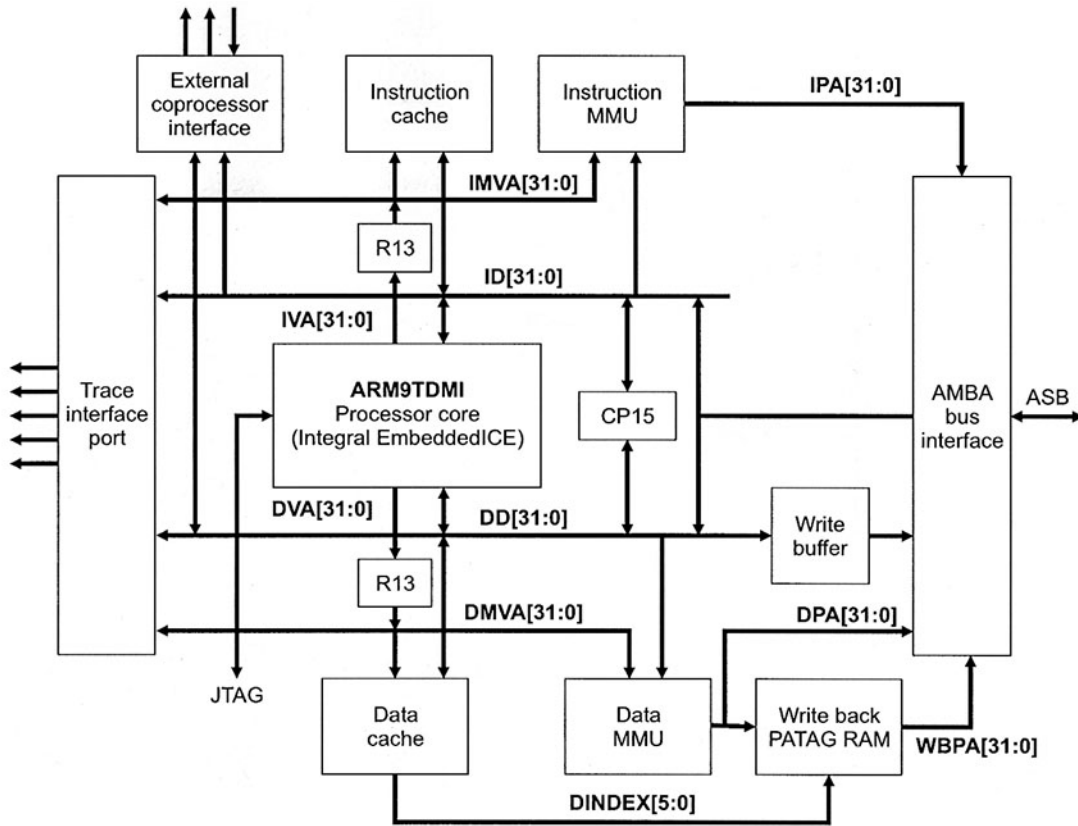 External
coprocessor
interface
Instruction
cache
Instruction
MMU
IPA[31:0]
IMVA[31:0]
R13
ID[31:0]
IVA[31:0]
Trace
interface
port
ARM9TDMI
Processor core
(Integral EmbeddedICE)
CP15
AMBA
bus
interface
ASB
DVA[31:0]
DD[31:0]
Write
buffer
R13
DMVA[31:0]
DPA[31:0]
JTAG
Data
cache
Data
MMU
Write back
PATAG RAM
WBPA[31:0]
DINDEX[5:0]